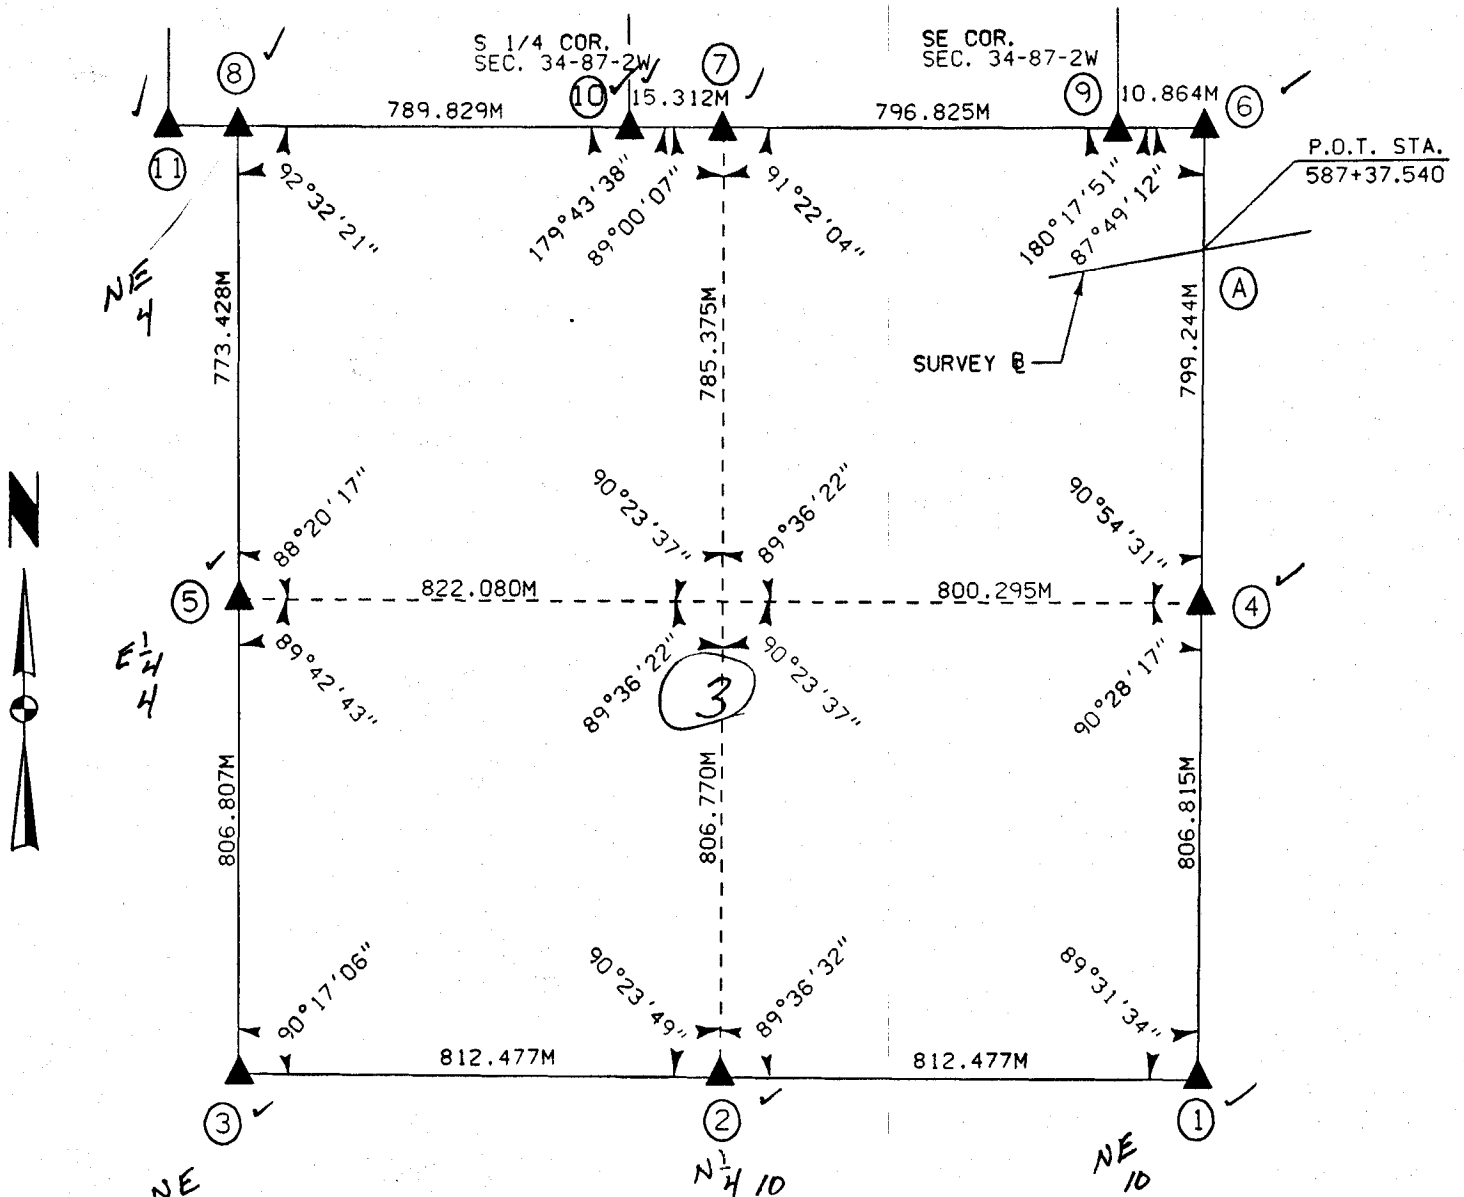 S 1/4 COR.
SEC. 34-87-2W
SE COR.
SEC. 34-87-2W
8
7
10
15.312M
9
10.864M
6
789.829M
796.825M
11
P.O.T. STA.
587+37.540
92°32'21"
179°43'38"
89°00'07"
91°22'04"
180°17'51"
87°49'12"
A
NE
4
773.428M
785.375M
799.244M
SURVEY ℄
N
88°20'17"
90°23'37"
89°36'22"
90°54'31"
5
822.080M
800.295M
4
E 1/4
4
89°42'43"
89°36'22"
3
90°23'37"
90°28'17"
806.807M
806.770M
806.815M
90°17'06"
90°23'49"
89°36'32"
89°31'34"
812.477M
812.477M
3
2
1
NE
N 1/4 10
NE
10